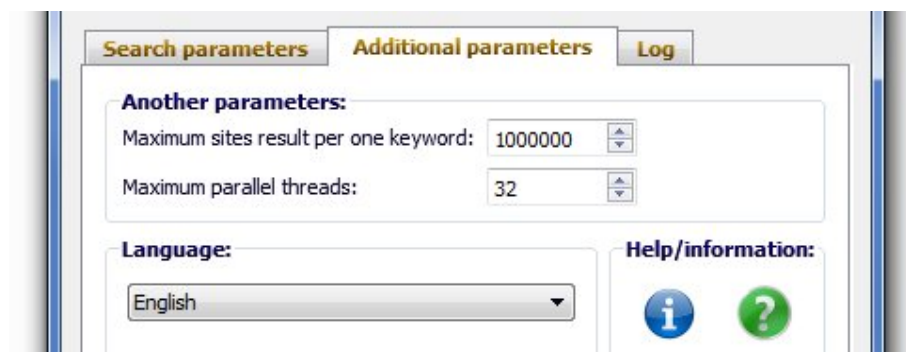 Search parameters Additional parameters Log
Another parameters:
Maximum sites result per one keyword: 1000000
Maximum parallel threads: 32
Language: Help/information:
English